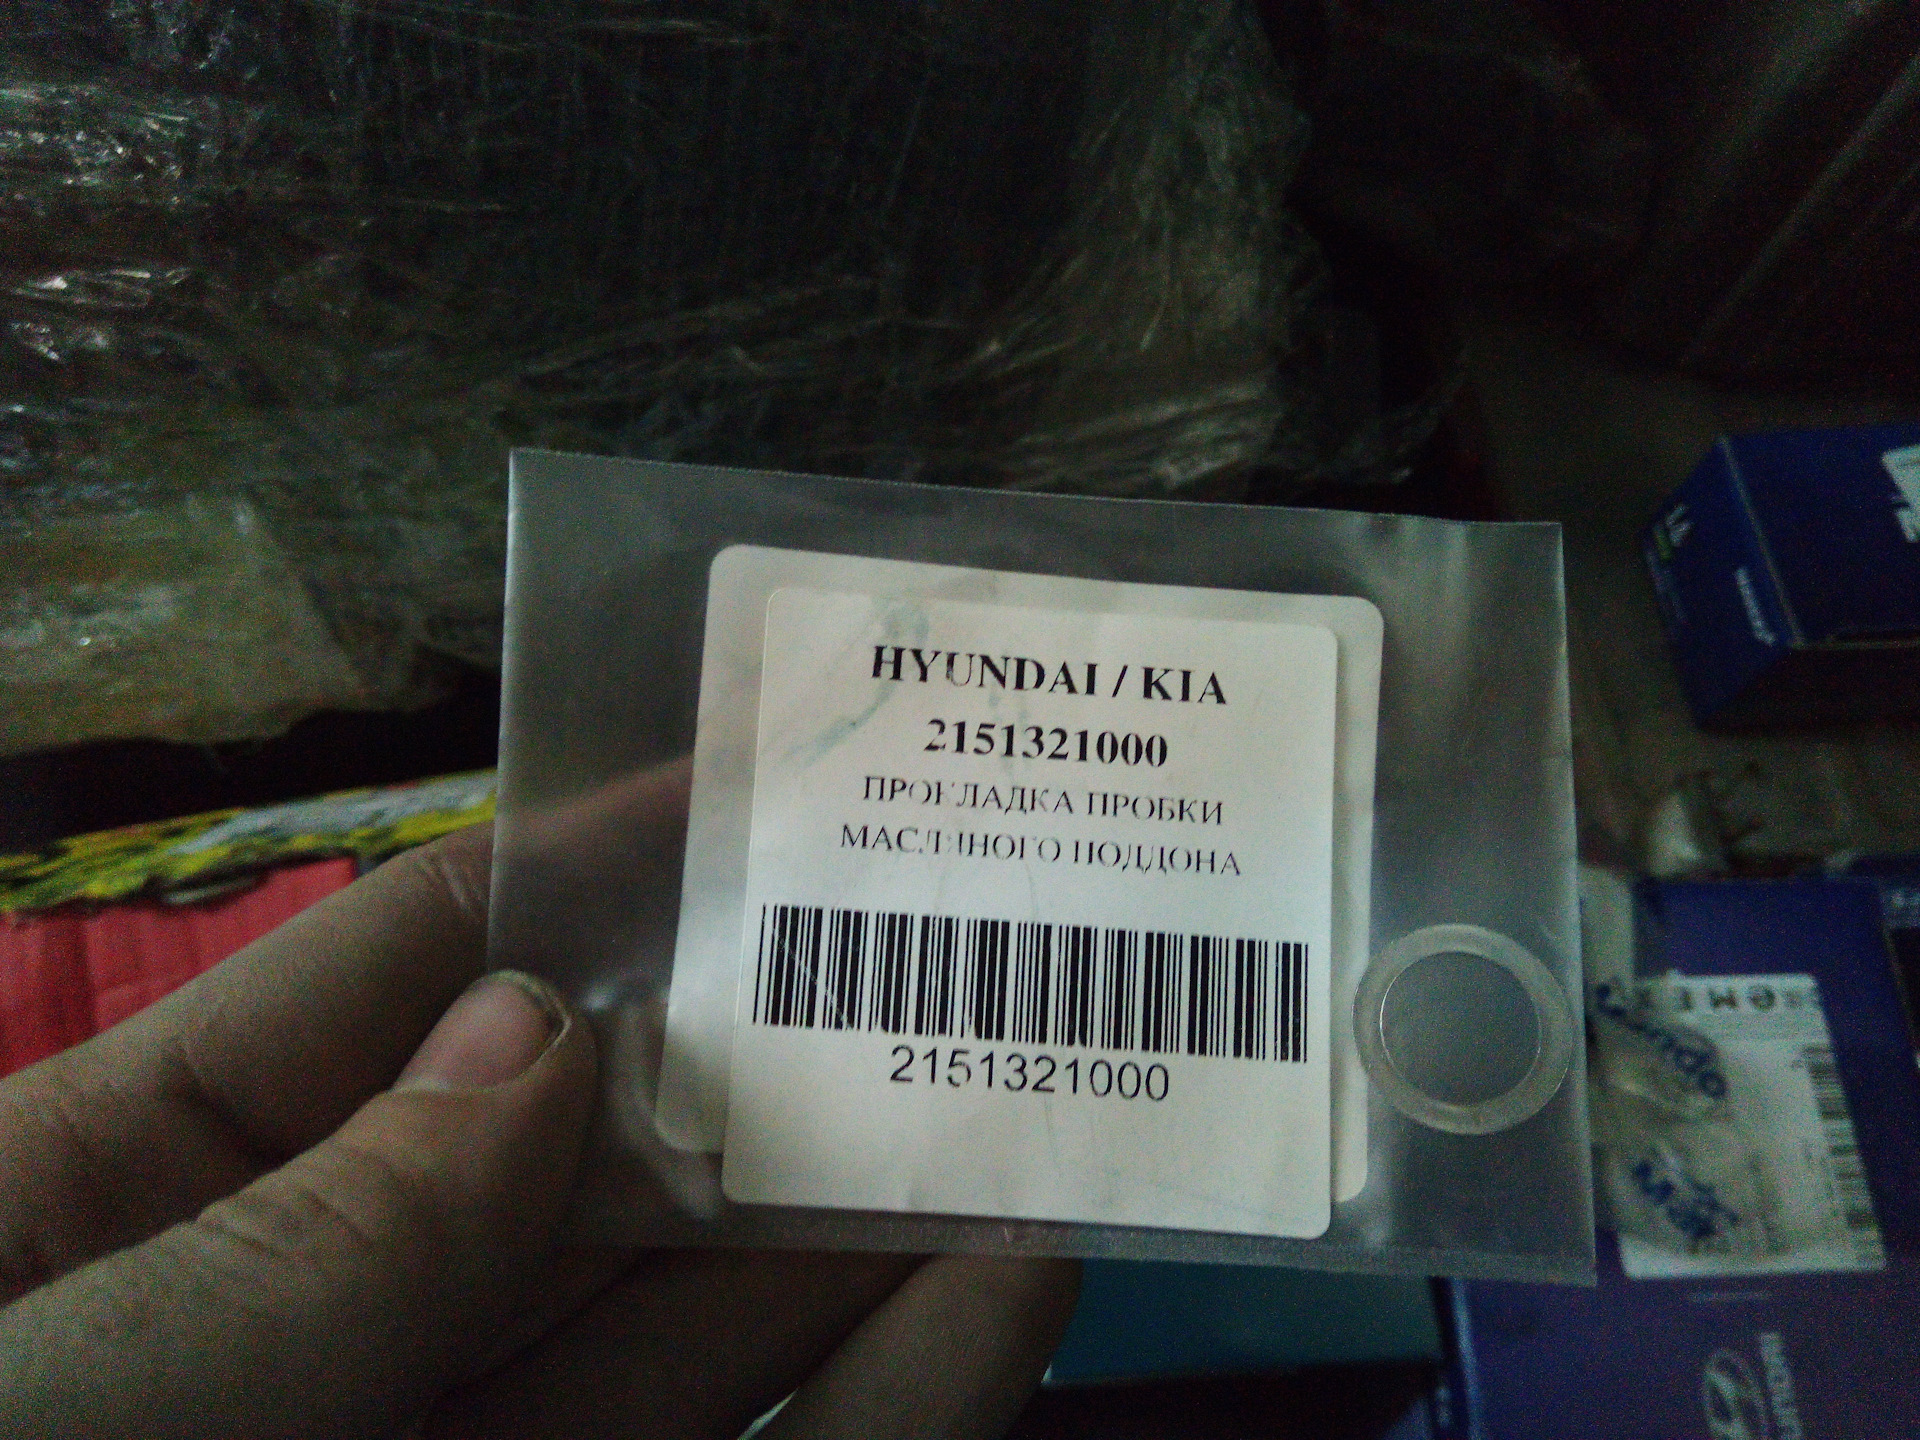 HYUNDAI / KIA
2151321000
ПРОКЛАДКА ПРОБКИ
МАСЛЯНОГО ПОДДОНА
2151321000